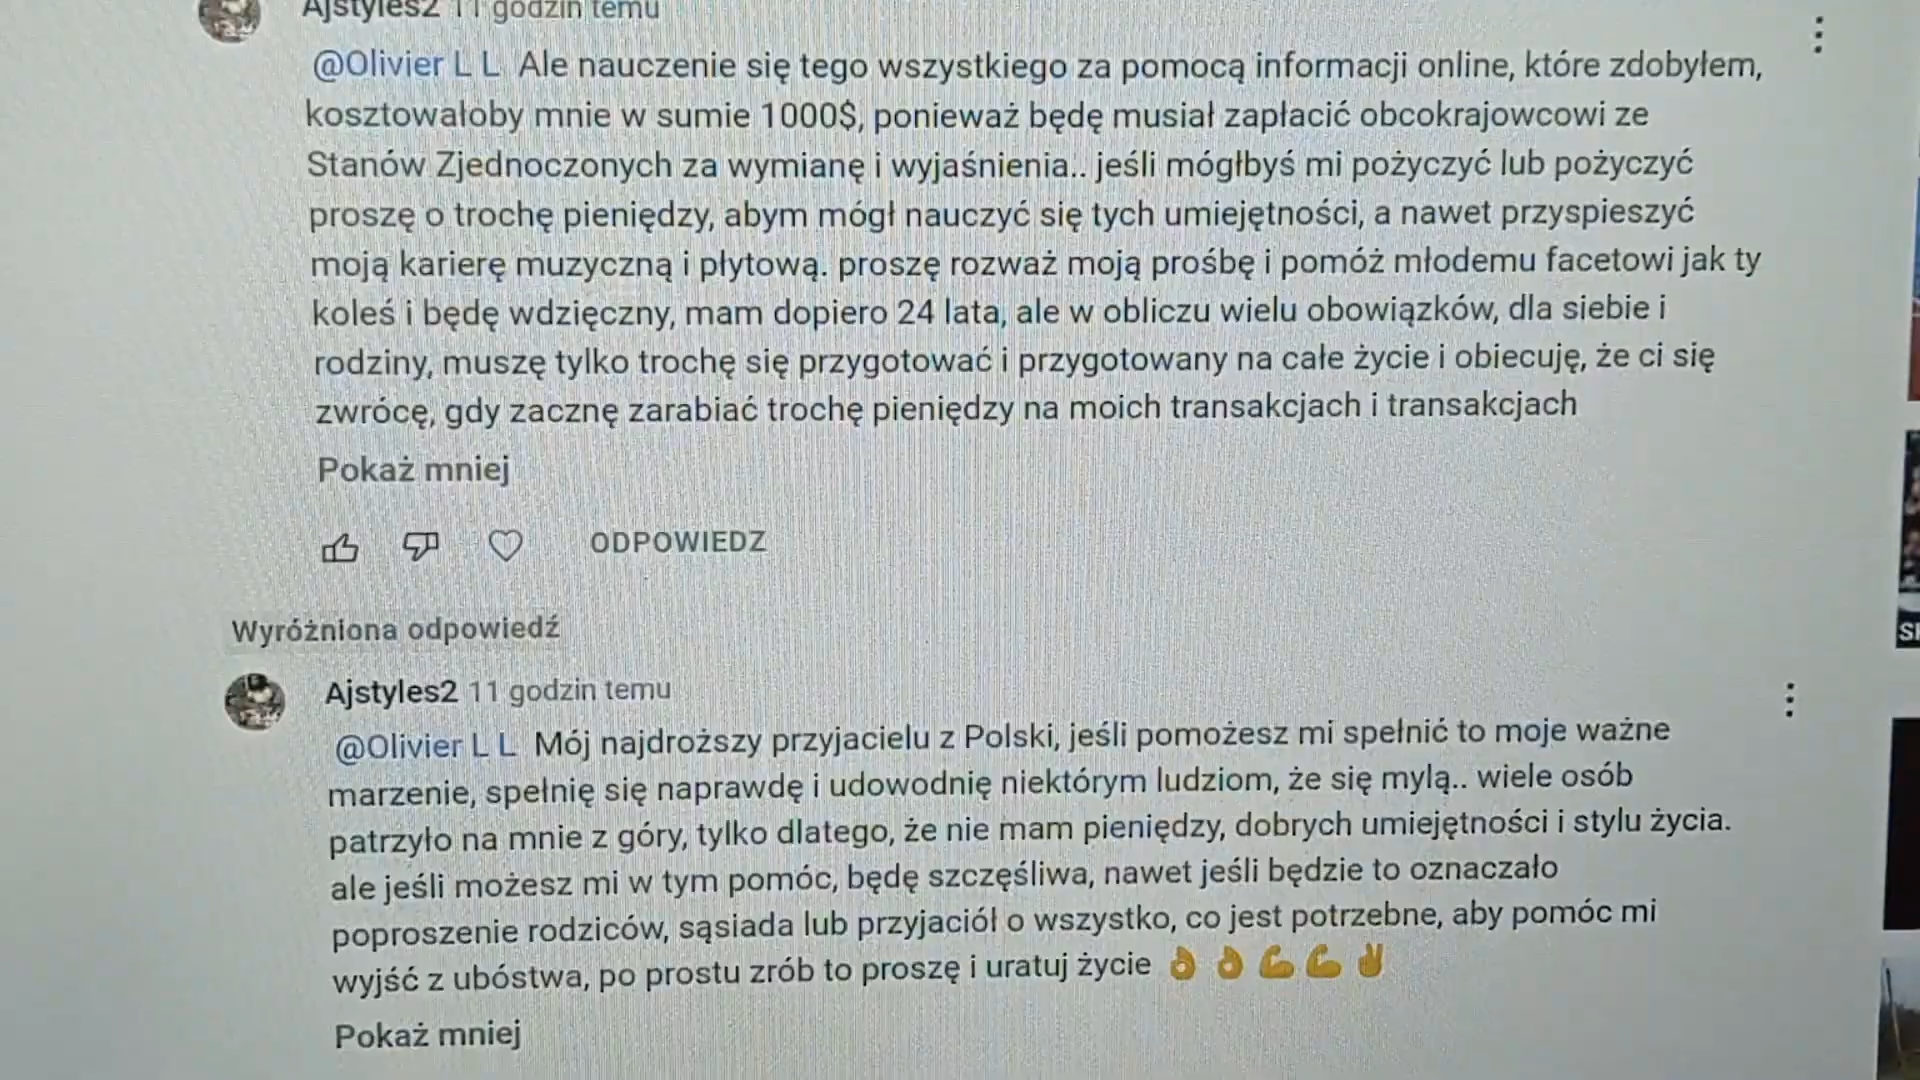 Ajstyles2 11 godzin temu
@Olivier L L Ale nauczenie się tego wszystkiego za pomocą informacji online, które zdobyłem,
kosztowałoby mnie w sumie 1000$, ponieważ będę musiał zapłacić obcokrajowcowi ze
Stanów Zjednoczonych za wymianę i wyjaśnienia.. jeśli mógłbyś mi pożyczyć lub pożyczyć
proszę o trochę pieniędzy, abym mógł nauczyć się tych umiejętności, a nawet przyspieszyć
moją karierę muzyczną i płytową. proszę rozważ moją prośbę i pomóż młodemu facetowi jak ty
koleś i będę wdzięczny, mam dopiero 24 lata, ale w obliczu wielu obowiązków, dla siebie i
rodziny, muszę tylko trochę się przygotować i przygotowany na całe życie i obiecuję, że ci się
zwrócę, gdy zacznę zarabiać trochę pieniędzy na moich transakcjach i transakcjach
Pokaż mniej
ODPOWIEDZ
Wyróżniona odpowiedź
Ajstyles2 11 godzin temu
@Olivier L L Mój najdroższy przyjacielu z Polski, jeśli pomożesz mi spełnić to moje ważne
marzenie, spełnię się naprawdę i udowodnię niektórym ludziom, że się mylą.. wiele osób
patrzyło na mnie z góry, tylko dlatego, że nie mam pieniędzy, dobrych umiejętności i stylu życia.
ale jeśli możesz mi w tym pomóc, będę szczęśliwa, nawet jeśli będzie to oznaczało
poproszenie rodziców, sąsiada lub przyjaciół o wszystko, co jest potrzebne, aby pomóc mi
wyjść z ubóstwa, po prostu zrób to proszę i uratuj życie 👌👌💪💪✌
Pokaż mniej